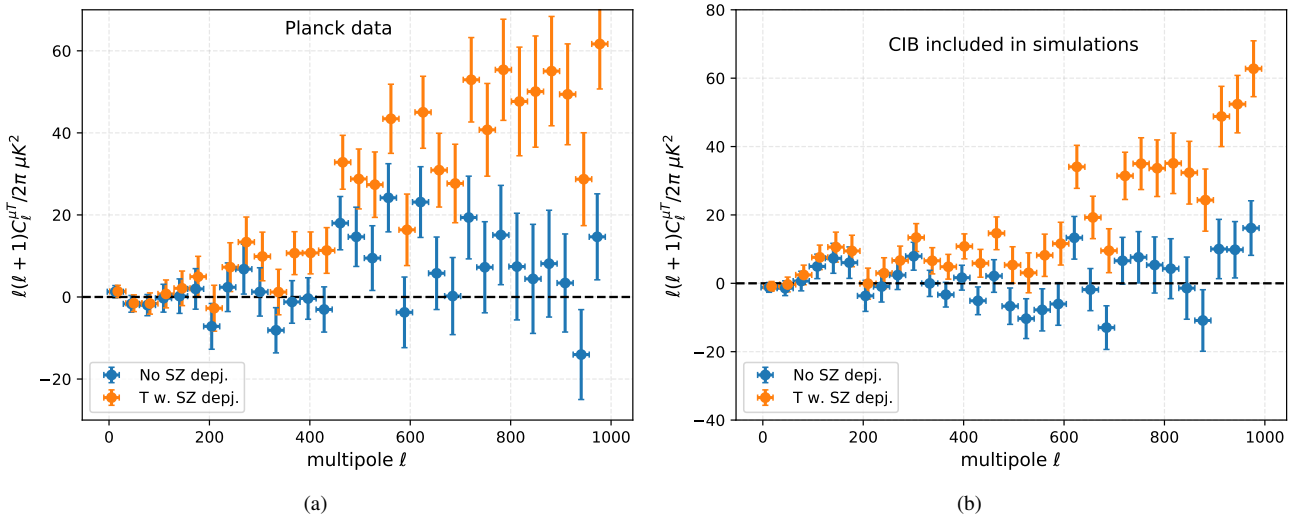 Planck data
60
40
20
0
−20
ℓ(ℓ + 1)C_ℓ^{μT}/2π μK²
No SZ depj.
T w. SZ depj.
0 200 400 600 800 1000
multipole ℓ
(a)
CIB included in simulations
80
60
40
20
0
−20
−40
ℓ(ℓ + 1)C_ℓ^{μT}/2π μK²
No SZ depj.
T w. SZ depj.
0 200 400 600 800 1000
multipole ℓ
(b)